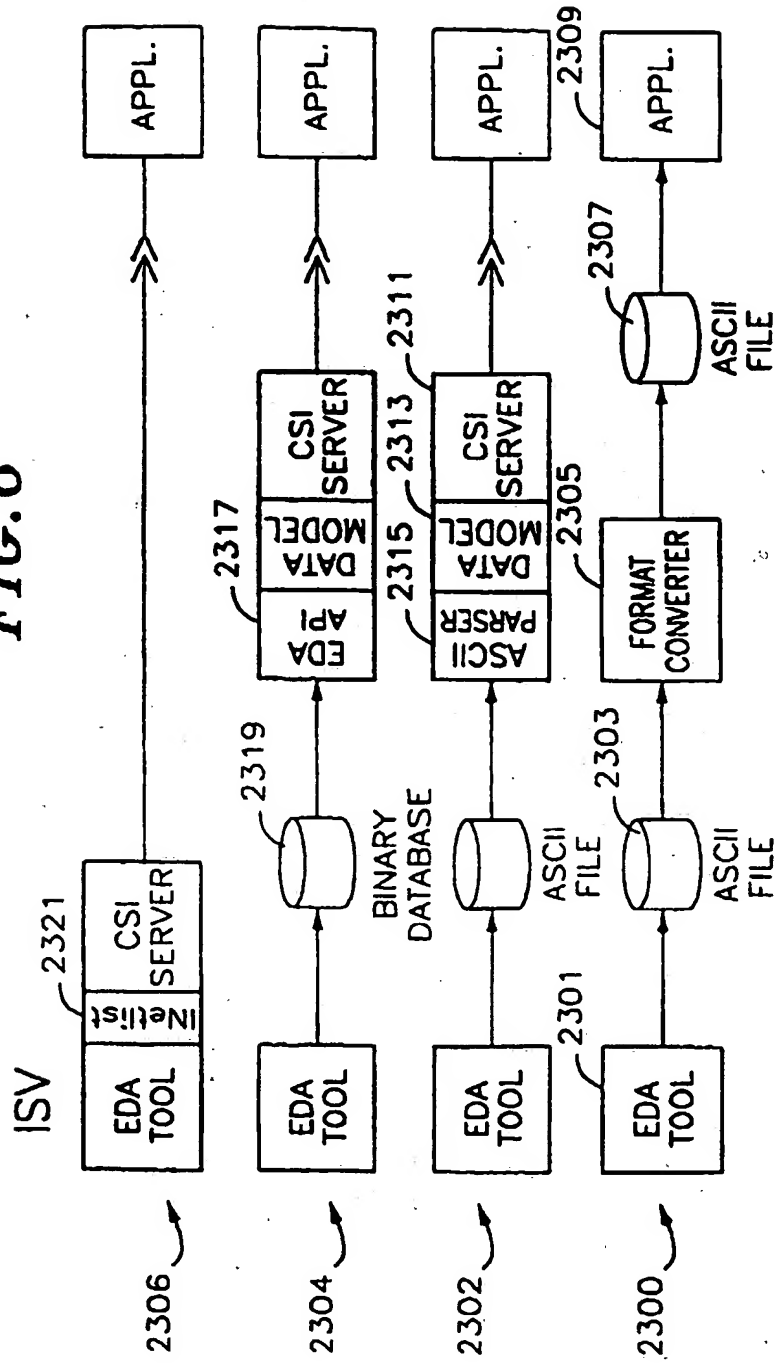 FIG.
ISV
2306
EDA
TOOL
INetlist
2321
CSI
SERVER
APPL.
2304
EDA
TOOL
2319
BINARY
DATABASE
2317
EDA
API
DATA
MODEL
CSI
SERVER
APPL.
2302
EDA
TOOL
ASCII
FILE
2315
2313
2311
ASCII
PARSER
DATA
MODEL
CSI
SERVER
APPL.
2300
2301
EDA
TOOL
2303
ASCII
FILE
2305
FORMAT
CONVERTER
2307
ASCII
FILE
2309
APPL.